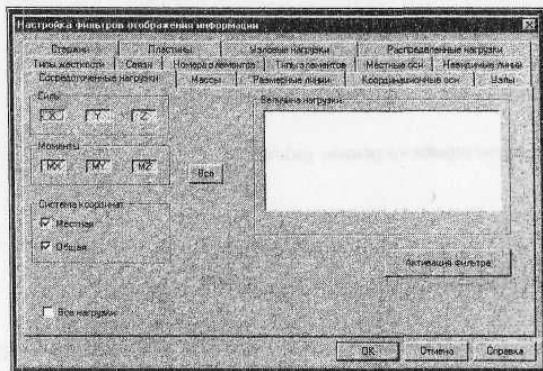 Настройка фильтров отображения информации
Стержни Пластины Узловые нагрузки Распределенные нагрузки
Типы жесткости Связи Номера элементов Типы элементов Местные оси Невидимые линии
Сосредоточенные нагрузки Массы Размерные линии Координационные оси Узлы
Силы
X Y Z
Моменты
MX MY MZ
Все
Система координат
Местная
Общая
Все нагрузки
Величина нагрузки
Активация фильтра
OK Отмена Справка